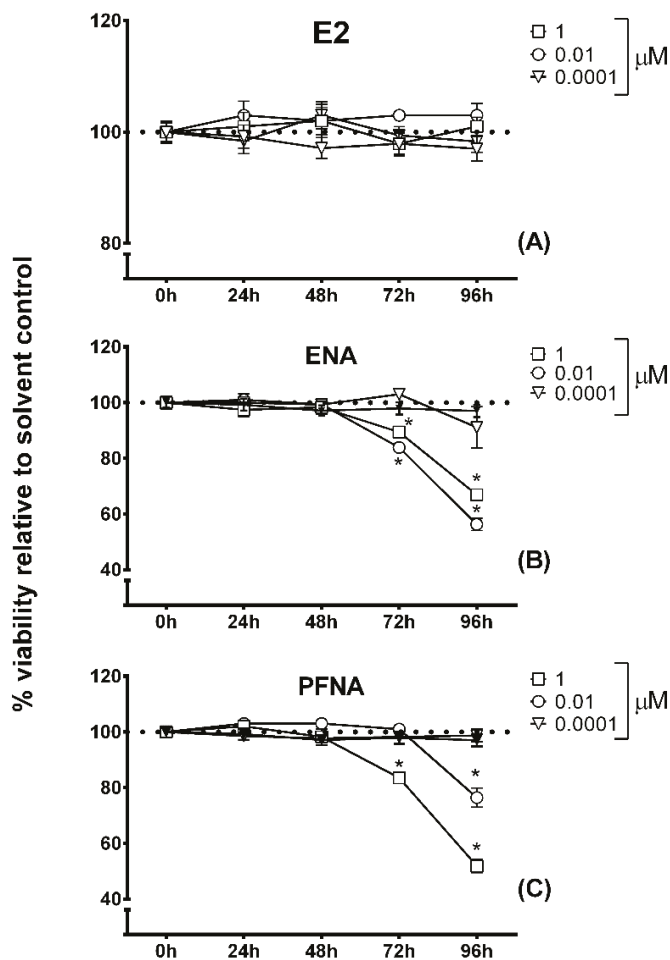 % viability relative to solvent control
E2
1
0.01
0.0001
μM
120
100
80
(A)
0h 24h 48h 72h 96h
ENA
1
0.01
0.0001
μM
120
100
80
60
40
* *
* *
(B)
0h 24h 48h 72h 96h
PFNA
1
0.01
0.0001
μM
120
100
80
60
40
* *
*
(C)
0h 24h 48h 72h 96h